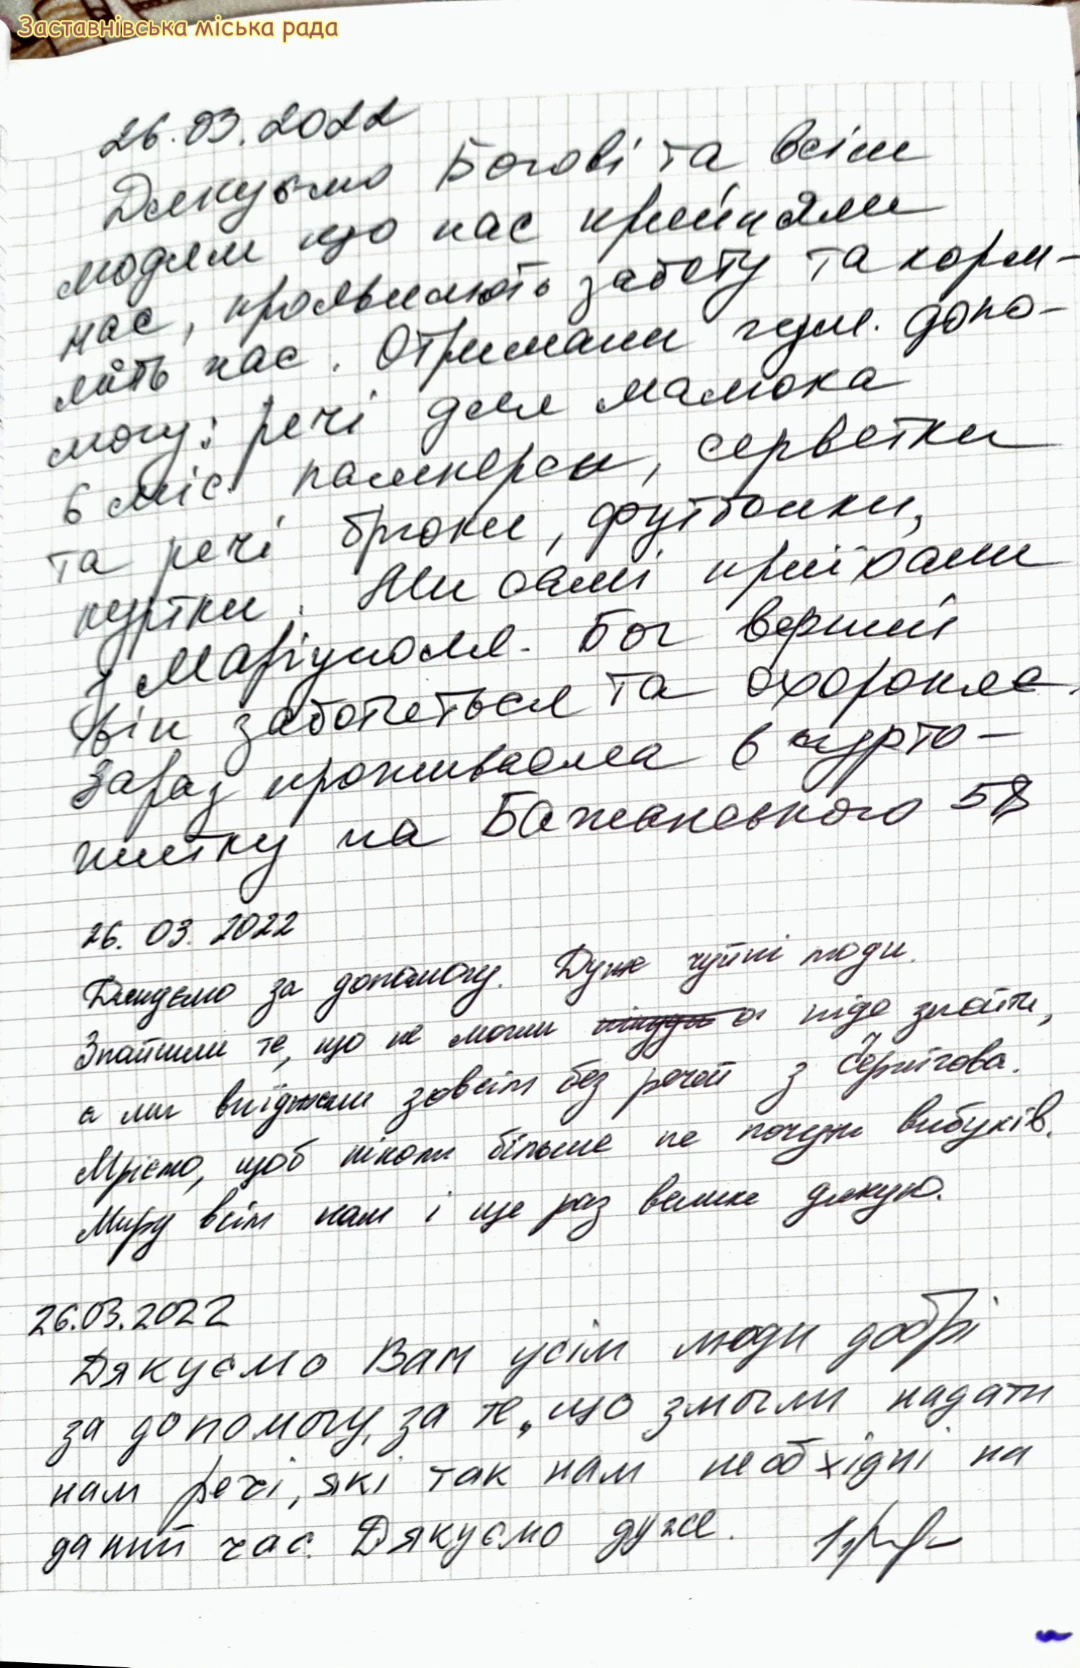 Заставнівська міська рада
26.03.2022
Дякуємо Богові та всім
людям що нас прийняли
нас, проявляють заботу та корм-
лять нас. Отримали гум. допо-
могу: речі для малюка
6 міс памперси, серветки
та речі брюки, футболки,
куртки. Ми самі приїхали
з Маріуполя. Бог вірний
він заботеться та охороняє.
Зараз проживаєма в гурто-
житку на Бажанського 58
26. 03. 2022
Дякуємо за допомогу. Дуже чуйні люди.
Знайшли те, що не могли ніде знайти,
а ми виїджали зовсім без речей з Чернігова.
Мріємо, щоб ніколи більше не почути вибухів.
Миру всім нам і ще раз велике дякую.
26.03.2022
Дякуємо Вам усім люди добрі
за допомогу, за те, що змогли надати
нам речі, які так нам необхідні на
даний час. Дякуємо дуже.